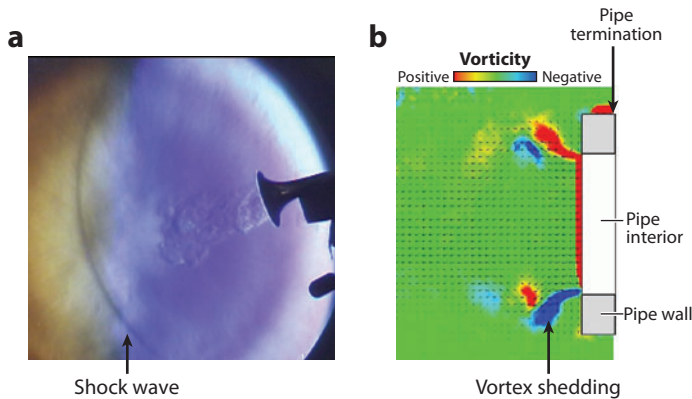 a
Shock wave
b
Pipe
termination
Vorticity
Positive
Negative
Pipe
interior
Pipe wall
Vortex shedding